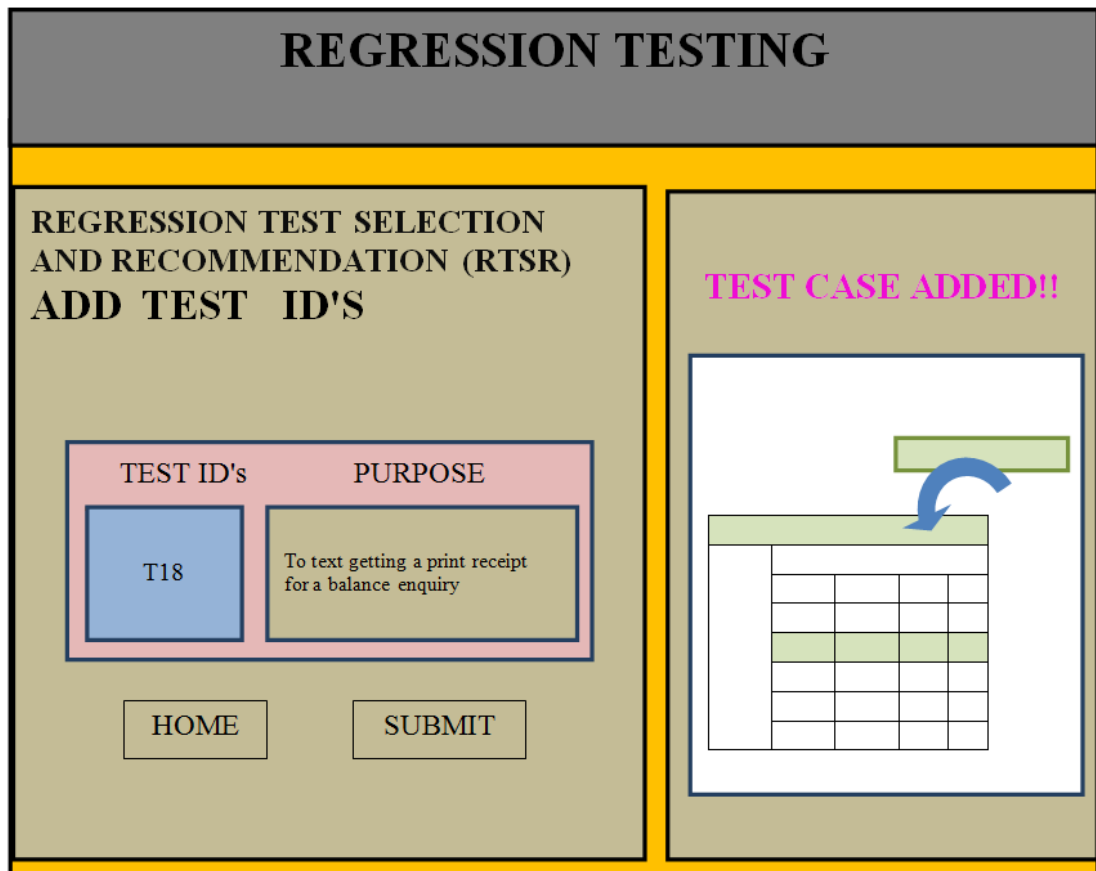 REGRESSION TESTING
REGRESSION TEST SELECTION
AND RECOMMENDATION (RTSR)
ADD TEST ID'S
TEST ID's PURPOSE
T18
To text getting a print receipt
for a balance enquiry
HOME SUBMIT
TEST CASE ADDED!!